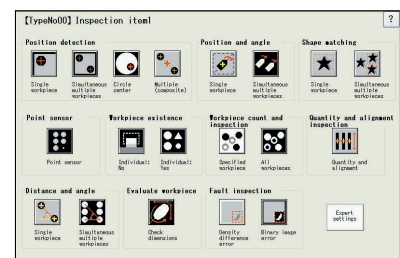 [TypeNo00] Inspection item1
?
Position detection
Position and angle
Shape matching
Single workpiece
Simultaneous multiple workpieces
Circle center
Multiple (composite)
Single workpiece
Simultaneous multiple workpieces
Single workpiece
Simultaneous multiple workpieces
Point sensor
Workpiece existence
Workpiece count and inspection
Quantity and alignment inspection
Point sensor
Individual: No
Individual: Yes
Specified workpieces
All workpieces
Quantity and alignment
Distance and angle
Evaluate workpiece
Fault inspection
Single workpiece
Simultaneous multiple workpieces
Check dimensions
Density difference error
Binary image error
Expert settings